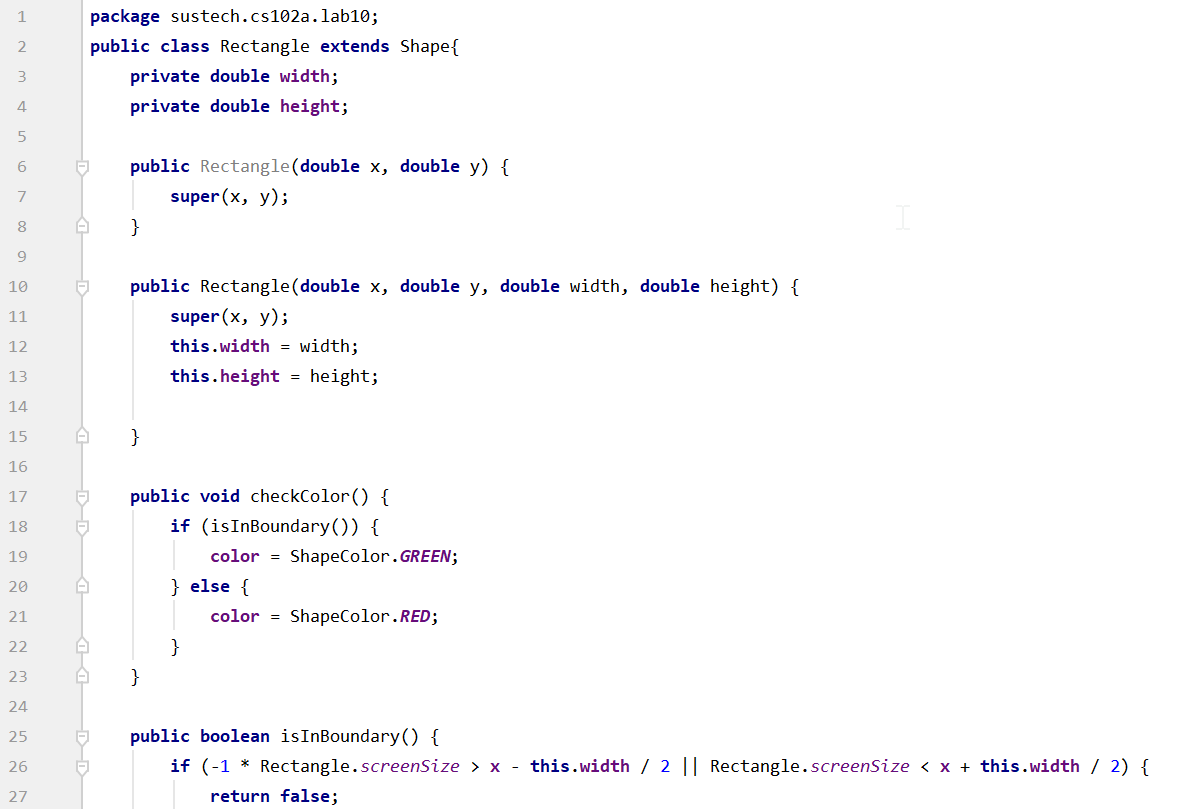 1 package sustech.cs102a.lab10;
2 public class Rectangle extends Shape{
3     private double width;
4     private double height;
5
6     public Rectangle(double x, double y) {
7         super(x, y);
8     }
9
10     public Rectangle(double x, double y, double width, double height) {
11         super(x, y);
12         this.width = width;
13         this.height = height;
14
15     }
16
17     public void checkColor() {
18         if (isInBoundary()) {
19             color = ShapeColor.GREEN;
20         } else {
21             color = ShapeColor.RED;
22         }
23     }
24
25     public boolean isInBoundary() {
26         if (-1 * Rectangle.screenSize > x - this.width / 2 || Rectangle.screenSize < x + this.width / 2) {
27             return false;